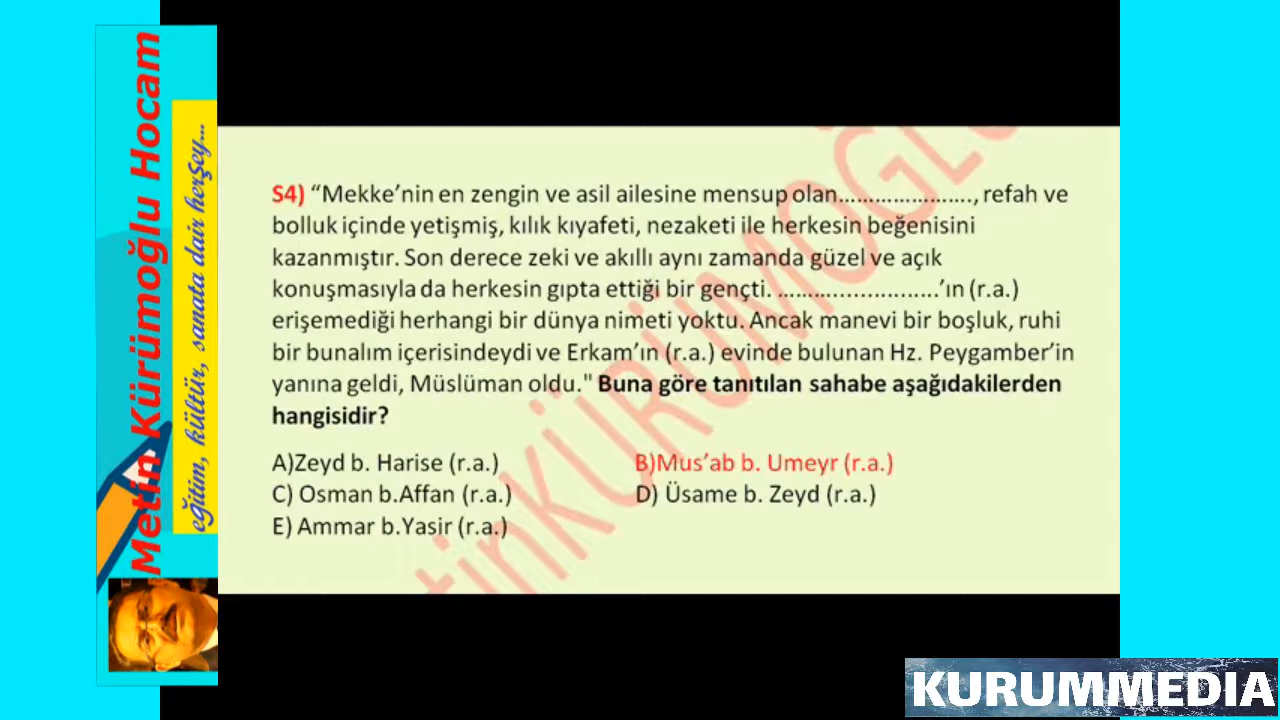 Metin Kürümoğlu Hocam
eğitim, kültür, sanata dair herşey...
S4) “Mekke’nin en zengin ve asil ailesine mensup olan……………………., refah ve
bolluk içinde yetişmiş, kılık kıyafeti, nezaketi ile herkesin beğenisini
kazanmıştır. Son derece zeki ve akıllı aynı zamanda güzel ve açık
konuşmasıyla da herkesin gıpta ettiği bir gençti. ………..................’ın (r.a.)
erişemediği herhangi bir dünya nimeti yoktu. Ancak manevi bir boşluk, ruhi
bir bunalım içerisindeydi ve Erkam’ın (r.a.) evinde bulunan Hz. Peygamber’in
yanına geldi, Müslüman oldu." Buna göre tanıtılan sahabe aşağıdakilerden
hangisidir?
A)Zeyd b. Harise (r.a.) B)Mus’ab b. Umeyr (r.a.)
C) Osman b.Affan (r.a.) D) Üsame b. Zeyd (r.a.)
E) Ammar b.Yasir (r.a.)
tinKÜRÜMOĞLU
KURUMMEDIA